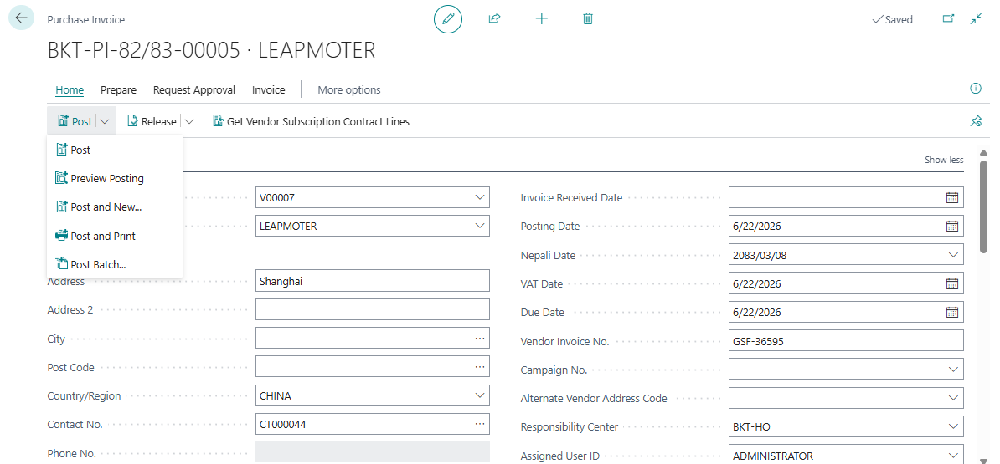 Purchase Invoice
Saved
BKT-PI-82/83-00005 · LEAPMOTER
Home Prepare Request Approval Invoice More options
Post Release Get Vendor Subscription Contract Lines
Post
Preview Posting
Post and New...
Post and Print
Post Batch...
Show less
V00007
LEAPMOTER
Address Shanghai
Address 2
City
Post Code
Country/Region CHINA
Contact No. CT000044
Phone No.
Invoice Received Date
Posting Date 6/22/2026
Nepali Date 2083/03/08
VAT Date 6/22/2026
Due Date 6/22/2026
Vendor Invoice No. GSF-36595
Campaign No.
Alternate Vendor Address Code
Responsibility Center BKT-HO
Assigned User ID ADMINISTRATOR